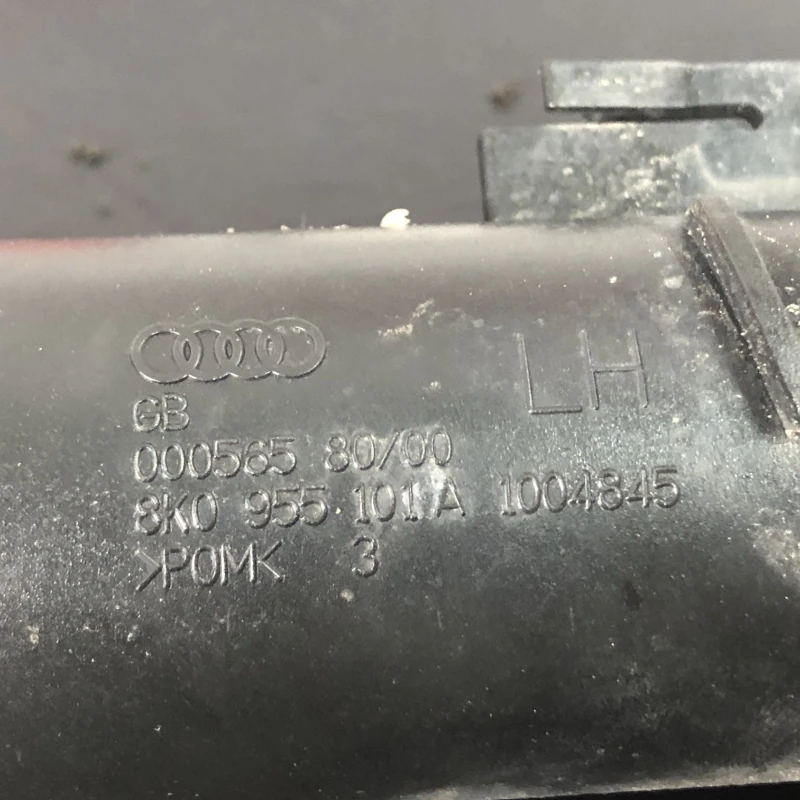 LH
GB
000565 80/00
8K0 955 101 A 1004845
>POM< 3